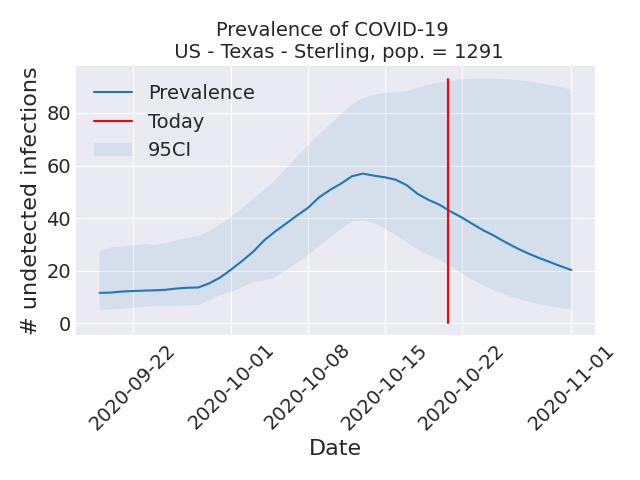 Prevalence of COVID-19
US - Texas - Sterling, pop. = 1291
# undetected infections
80
60
40
20
0
Prevalence
Today
95CI
2020-09-22
2020-10-01
2020-10-08
2020-10-15
2020-10-22
2020-11-01
Date